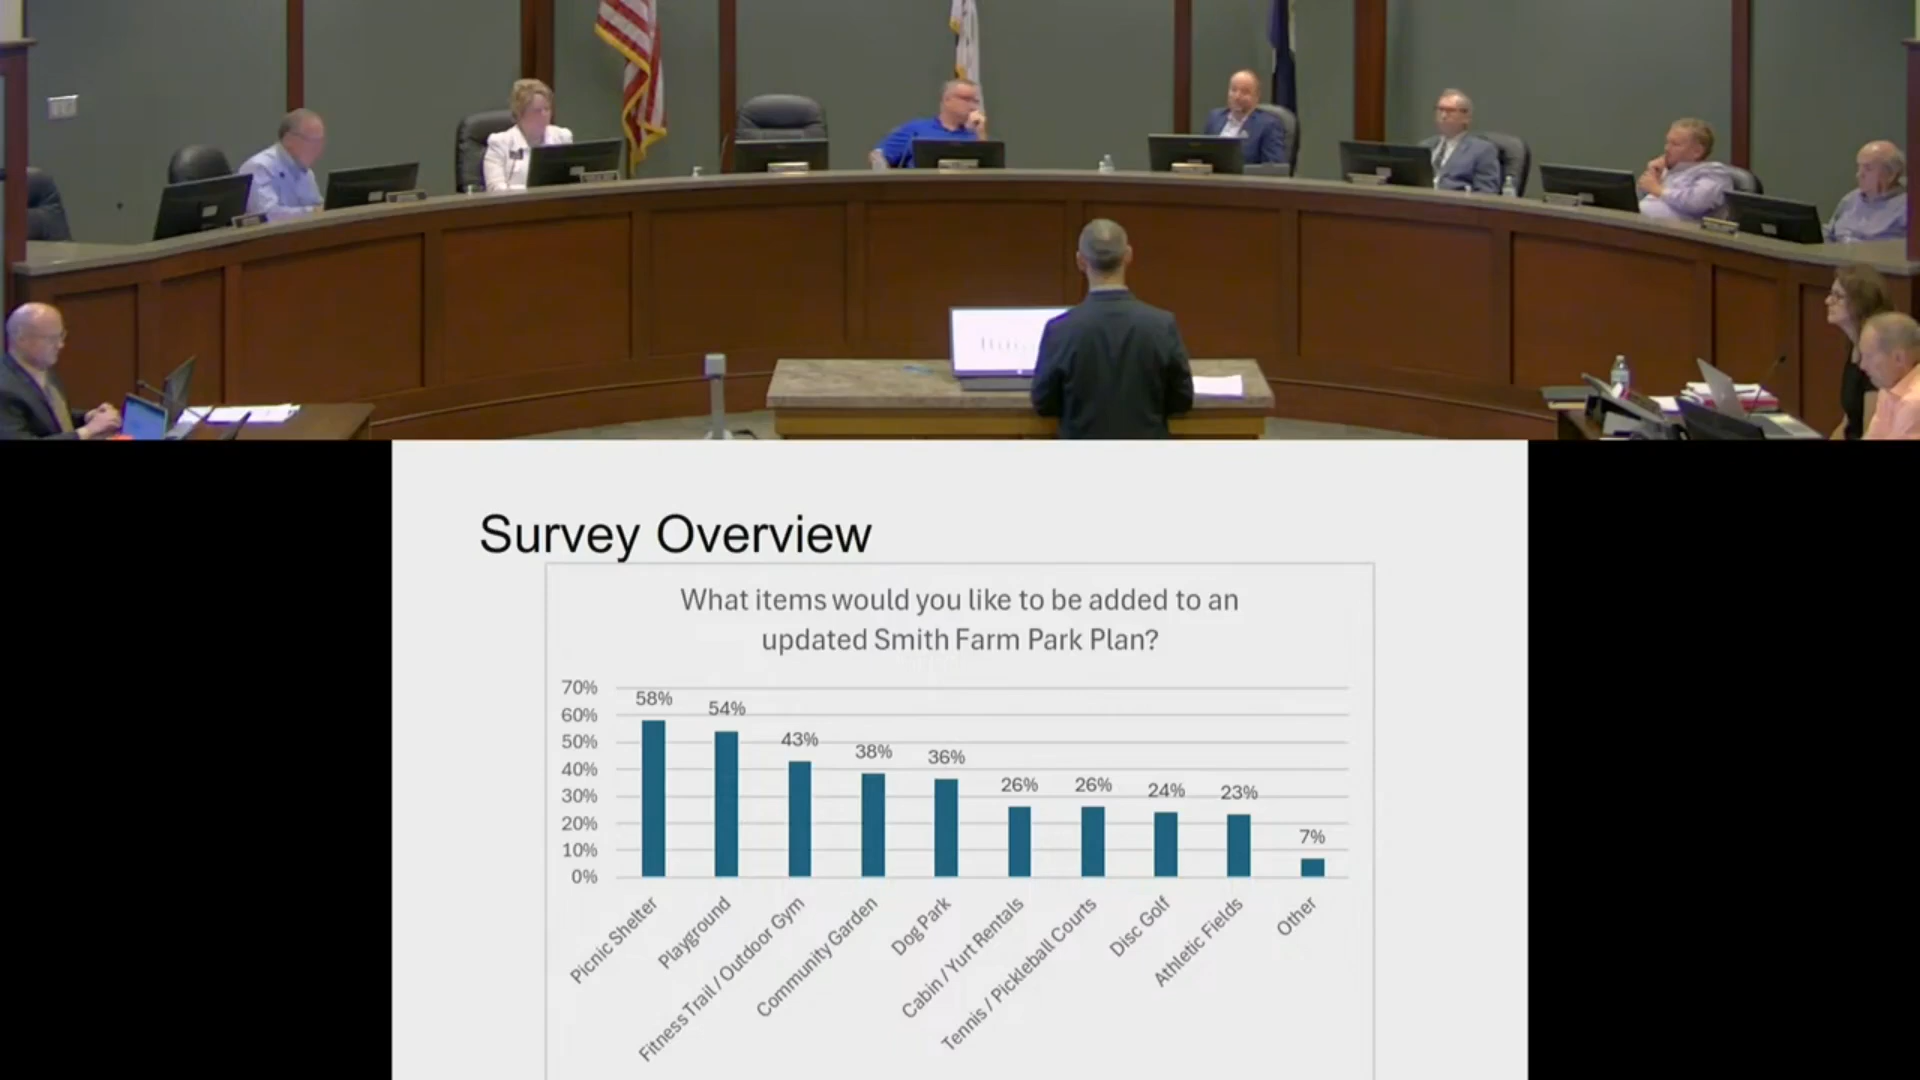 Survey Overview
What items would you like to be added to an
updated Smith Farm Park Plan?
70%
60%
50%
40%
30%
20%
10%
0%
58%
54%
43%
38%
36%
26%
26%
24%
23%
7%
Picnic Shelter
Playground
Fitness Trail / Outdoor Gym
Community Garden
Dog Park
Cabin / Yurt Rentals
Tennis / Pickleball Courts
Disc Golf
Athletic Fields
Other